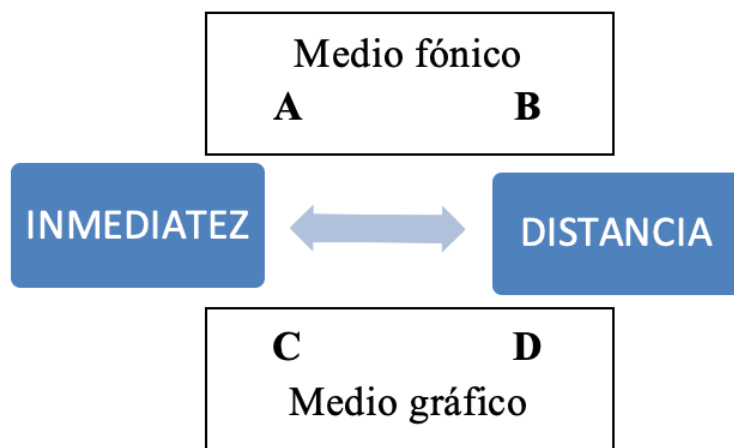 Medio fónico
A B
INMEDIATEZ
DISTANCIA
C D
Medio gráfico